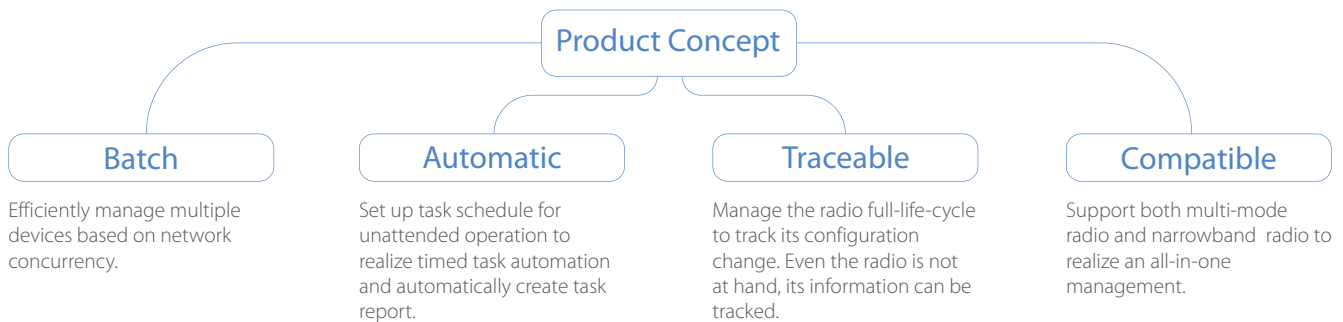 Product Concept
Batch
Efficiently manage multiple
devices based on network
concurrency.
Automatic
Set up task schedule for
unattended operation to
realize timed task automation
and automatically create task
report.
Traceable
Manage the radio full-life-cycle
to track its configuration
change. Even the radio is not
at hand, its information can be
tracked.
Compatible
Support both multi-mode
radio and narrowband  radio to
realize an all-in-one
management.